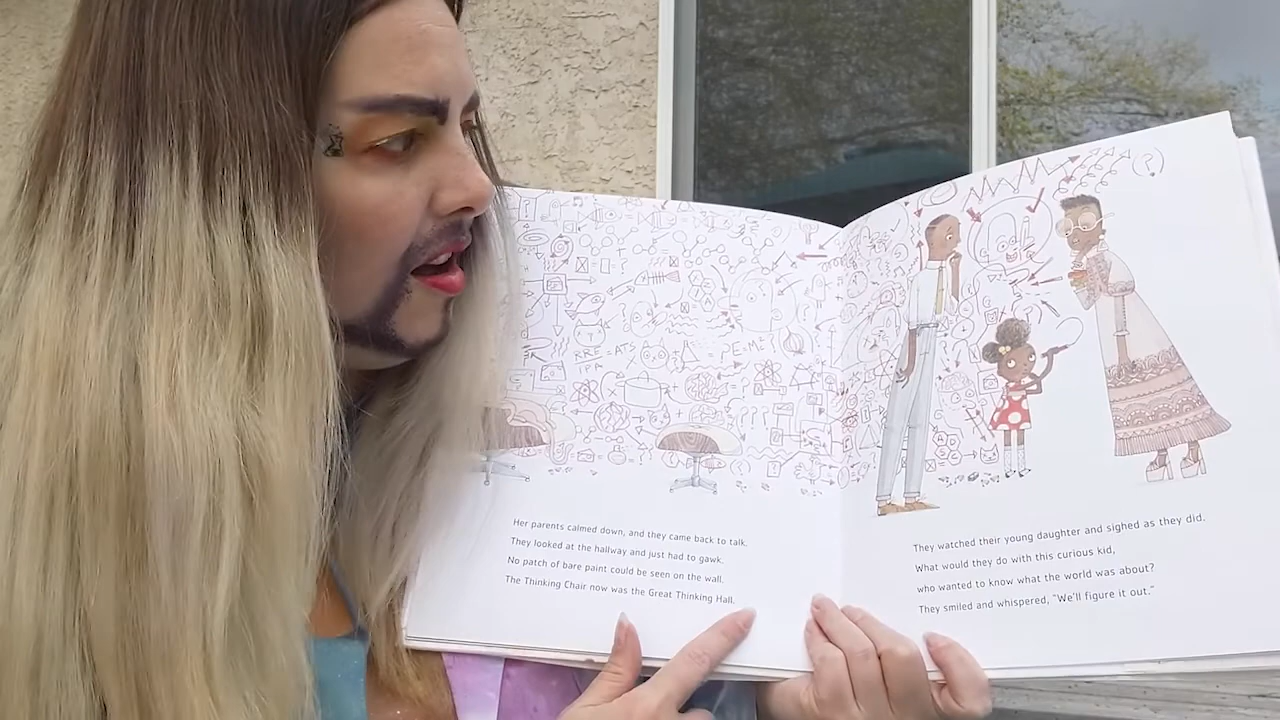 RRE = ATS
IPA
?E=MC²?
Her parents calmed down, and they came back to talk.
They looked at the hallway and just had to gawk.
No patch of bare paint could be seen on the wall.
The Thinking Chair now was the Great Thinking Hall.
They watched their young daughter and sighed as they did.
What would they do with this curious kid,
who wanted to know what the world was about?
They smiled and whispered, "We'll figure it out."